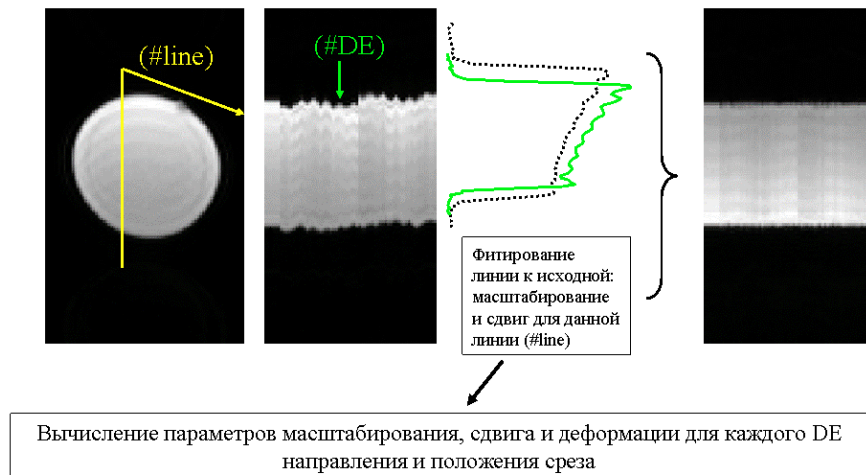 (#line)
(#DE)
Фитирование
линии к исходной:
масштабирование
и сдвиг для данной
линии (#line)
Вычисление параметров масштабирования, сдвига и деформации для каждого DE
направления и положения среза